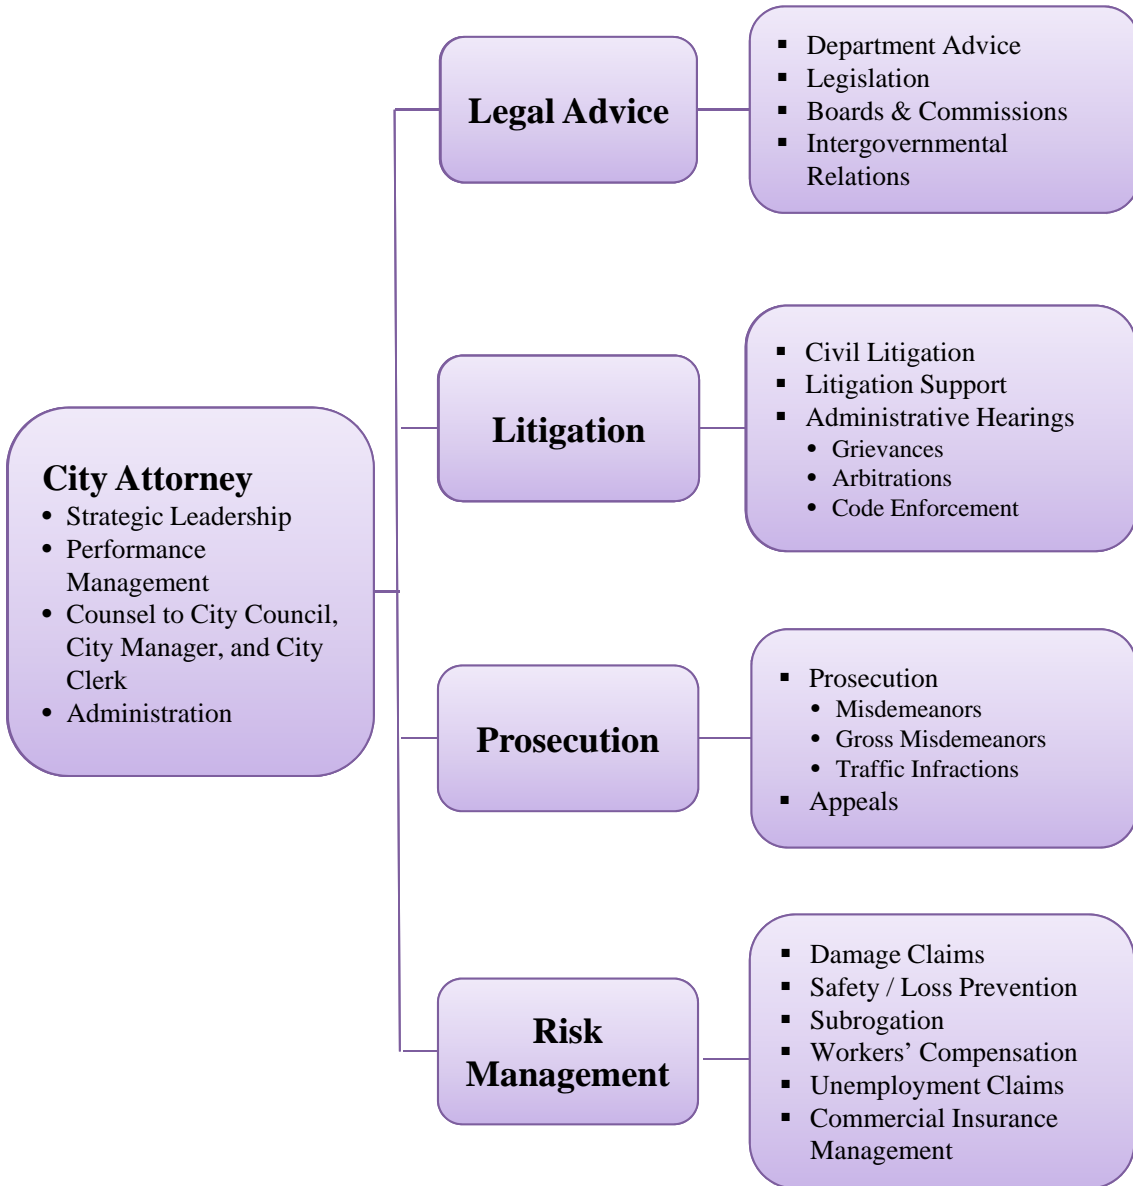 City Attorney
• Strategic Leadership
• Performance
Management
• Counsel to City Council,
City Manager, and City
Clerk
• Administration
Legal Advice
▪ Department Advice
▪ Legislation
▪ Boards & Commissions
▪ Intergovernmental
Relations
Litigation
▪ Civil Litigation
▪ Litigation Support
▪ Administrative Hearings
• Grievances
• Arbitrations
• Code Enforcement
Prosecution
▪ Prosecution
• Misdemeanors
• Gross Misdemeanors
• Traffic Infractions
▪ Appeals
Risk
Management
▪ Damage Claims
▪ Safety / Loss Prevention
▪ Subrogation
▪ Workers’ Compensation
▪ Unemployment Claims
▪ Commercial Insurance
Management